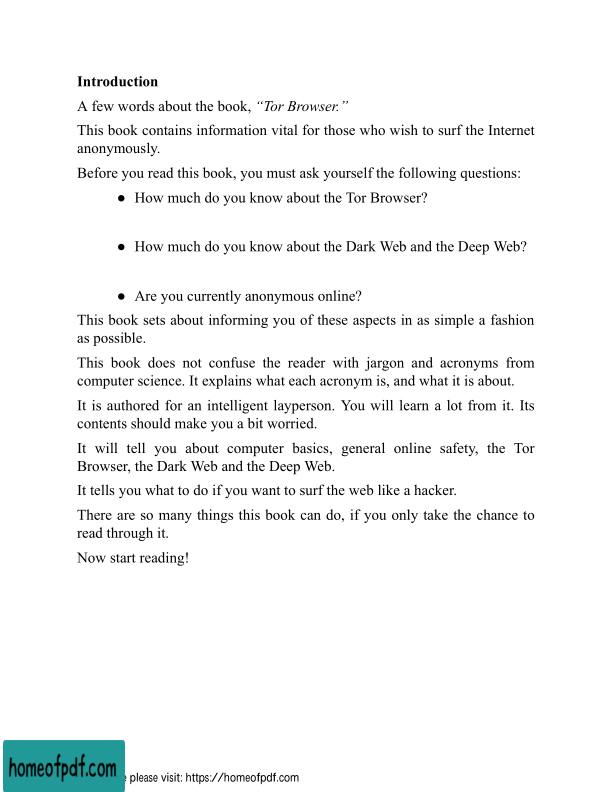 Introduction
A few words about the book, “Tor Browser.”
This book contains information vital for those who wish to surf the Internet
anonymously.
Before you read this book, you must ask yourself the following questions:
● How much do you know about the Tor Browser?
● How much do you know about the Dark Web and the Deep Web?
● Are you currently anonymous online?
This book sets about informing you of these aspects in as simple a fashion
as possible.
This book does not confuse the reader with jargon and acronyms from
computer science. It explains what each acronym is, and what it is about.
It is authored for an intelligent layperson. You will learn a lot from it. Its
contents should make you a bit worried.
It will tell you about computer basics, general online safety, the Tor
Browser, the Dark Web and the Deep Web.
It tells you what to do if you want to surf the web like a hacker.
There are so many things this book can do, if you only take the chance to
read through it.
Now start reading!
homeofpdf.com
please visit: https://homeofpdf.com